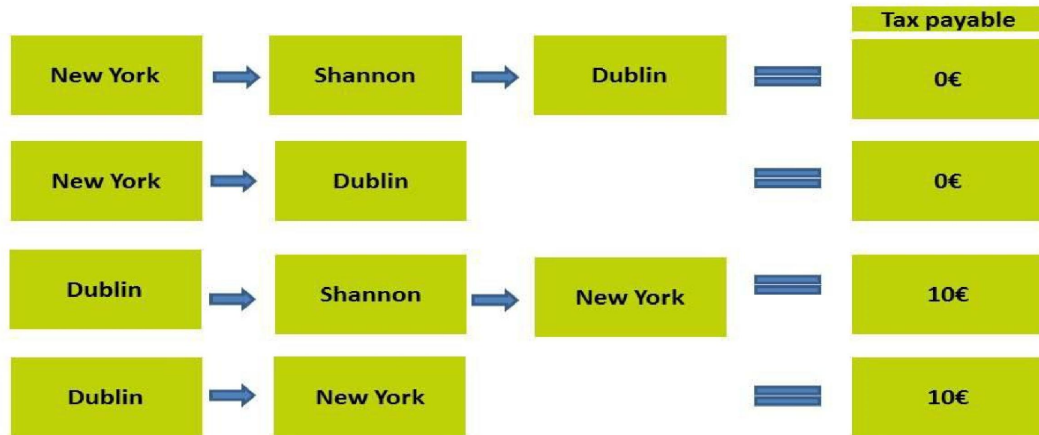 Tax payable
New York Shannon Dublin 0€
New York Dublin 0€
Dublin Shannon New York 10€
Dublin New York 10€